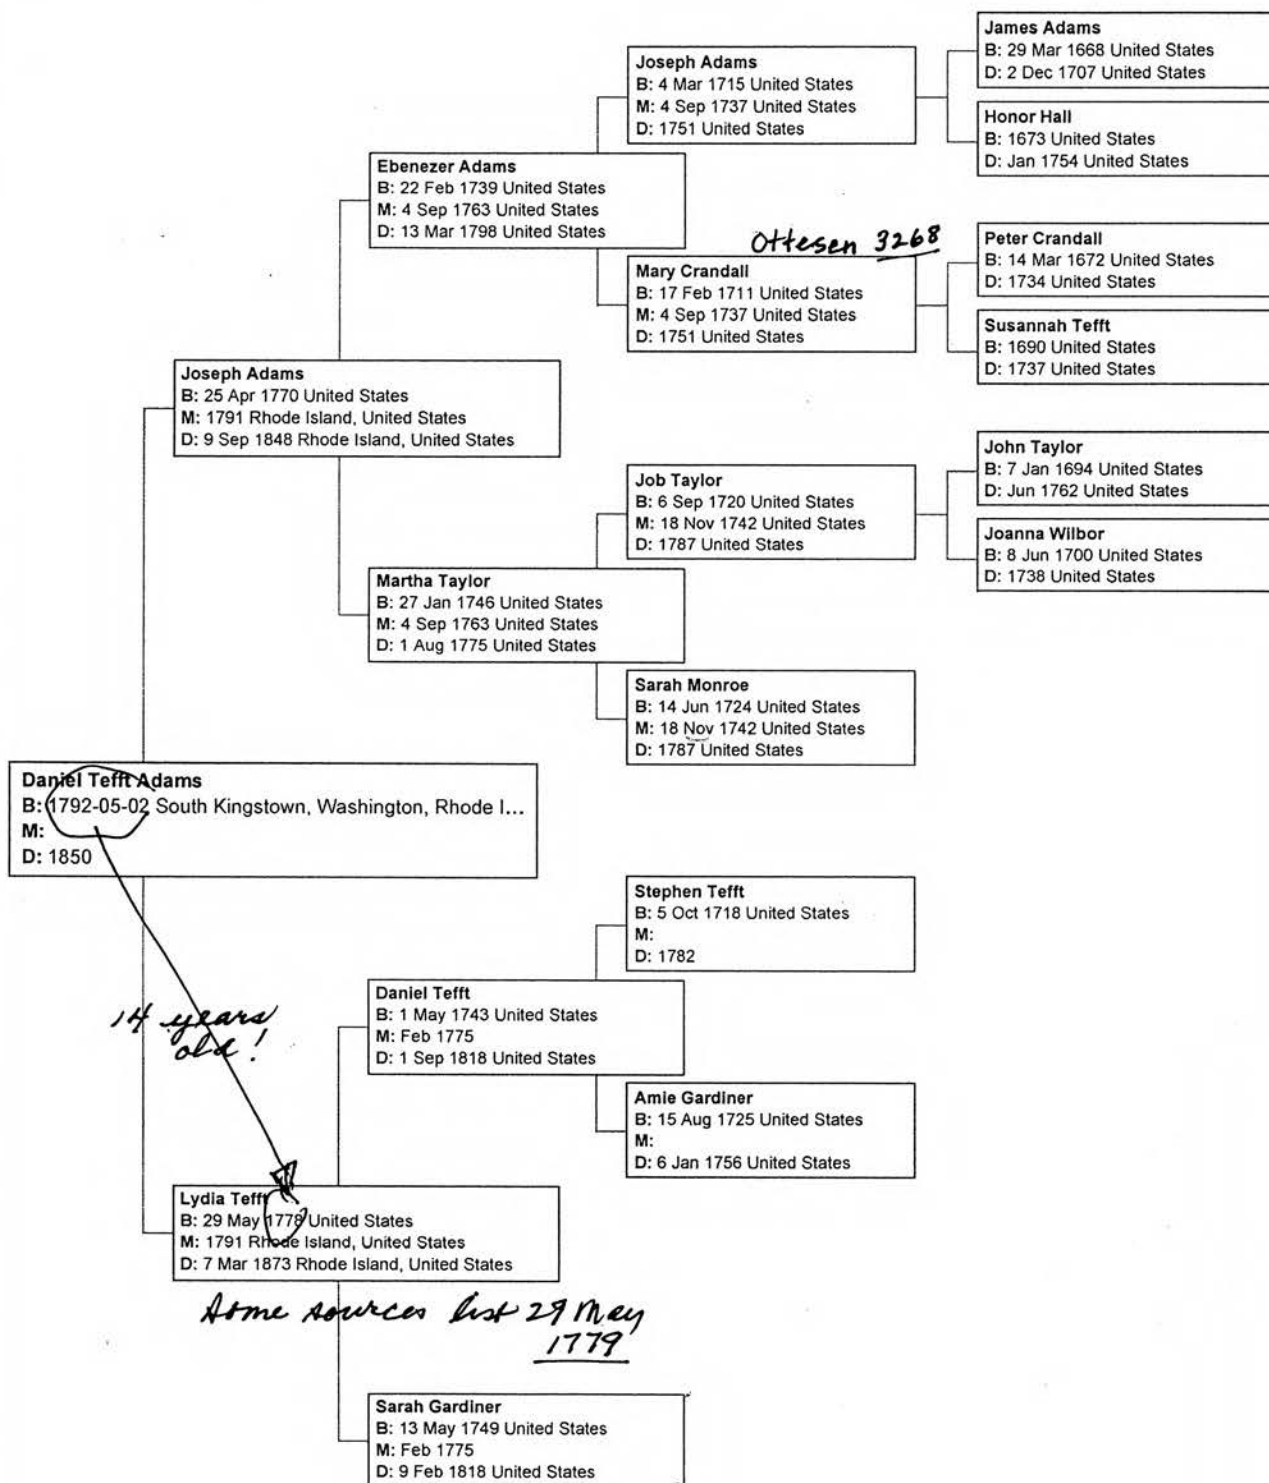 James Adams
B: 29 Mar 1668 United States
D: 2 Dec 1707 United States
Joseph Adams
B: 4 Mar 1715 United States
M: 4 Sep 1737 United States
D: 1751 United States
Honor Hall
B: 1673 United States
D: Jan 1754 United States
Ebenezer Adams
B: 22 Feb 1739 United States
M: 4 Sep 1763 United States
D: 13 Mar 1798 United States
Ottesen 3268
Peter Crandall
B: 14 Mar 1672 United States
D: 1734 United States
Mary Crandall
B: 17 Feb 1711 United States
M: 4 Sep 1737 United States
D: 1751 United States
Susannah Tefft
B: 1690 United States
D: 1737 United States
Joseph Adams
B: 25 Apr 1770 United States
M: 1791 Rhode Island, United States
D: 9 Sep 1848 Rhode Island, United States
John Taylor
B: 7 Jan 1694 United States
D: Jun 1762 United States
Job Taylor
B: 6 Sep 1720 United States
M: 18 Nov 1742 United States
D: 1787 United States
Joanna Wilbor
B: 8 Jun 1700 United States
D: 1738 United States
Martha Taylor
B: 27 Jan 1746 United States
M: 4 Sep 1763 United States
D: 1 Aug 1775 United States
Sarah Monroe
B: 14 Jun 1724 United States
M: 18 Nov 1742 United States
D: 1787 United States
Daniel Tefft Adams
B: 1792-05-02 South Kingstown, Washington, Rhode I...
M:
D: 1850
Stephen Tefft
B: 5 Oct 1718 United States
M:
D: 1782
14 years
old!
Daniel Tefft
B: 1 May 1743 United States
M: Feb 1775
D: 1 Sep 1818 United States
Amie Gardiner
B: 15 Aug 1725 United States
M:
D: 6 Jan 1756 United States
Lydia Tefft
B: 29 May 1778 United States
M: 1791 Rhode Island, United States
D: 7 Mar 1873 Rhode Island, United States
Some sources list 29 May
1779
Sarah Gardiner
B: 13 May 1749 United States
M: Feb 1775
D: 9 Feb 1818 United States